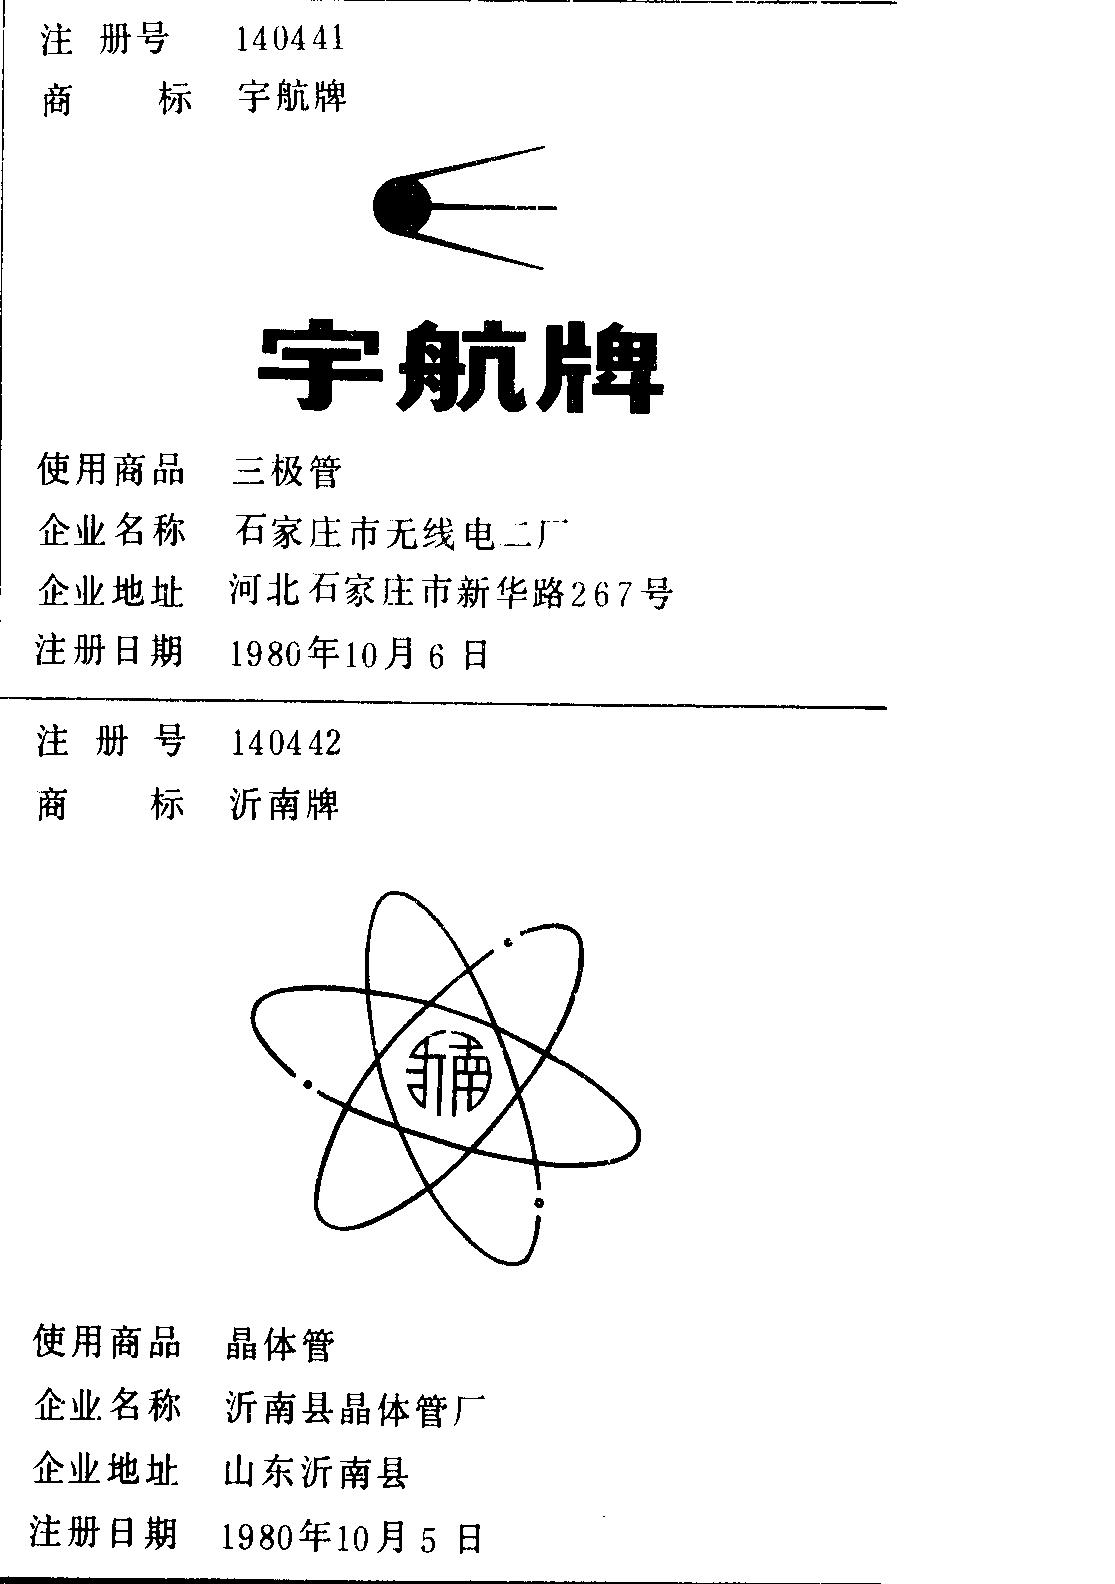 注册号 140441
商标 宇航牌
宇航牌
使用商品 三极管
企业名称 石家庄市无线电二厂
企业地址 河北石家庄市新华路267号
注册日期 1980年10月6日
注册号 140442
商标 沂南牌
沂南
使用商品 晶体管
企业名称 沂南县晶体管厂
企业地址 山东沂南县
注册日期 1980年10月5日